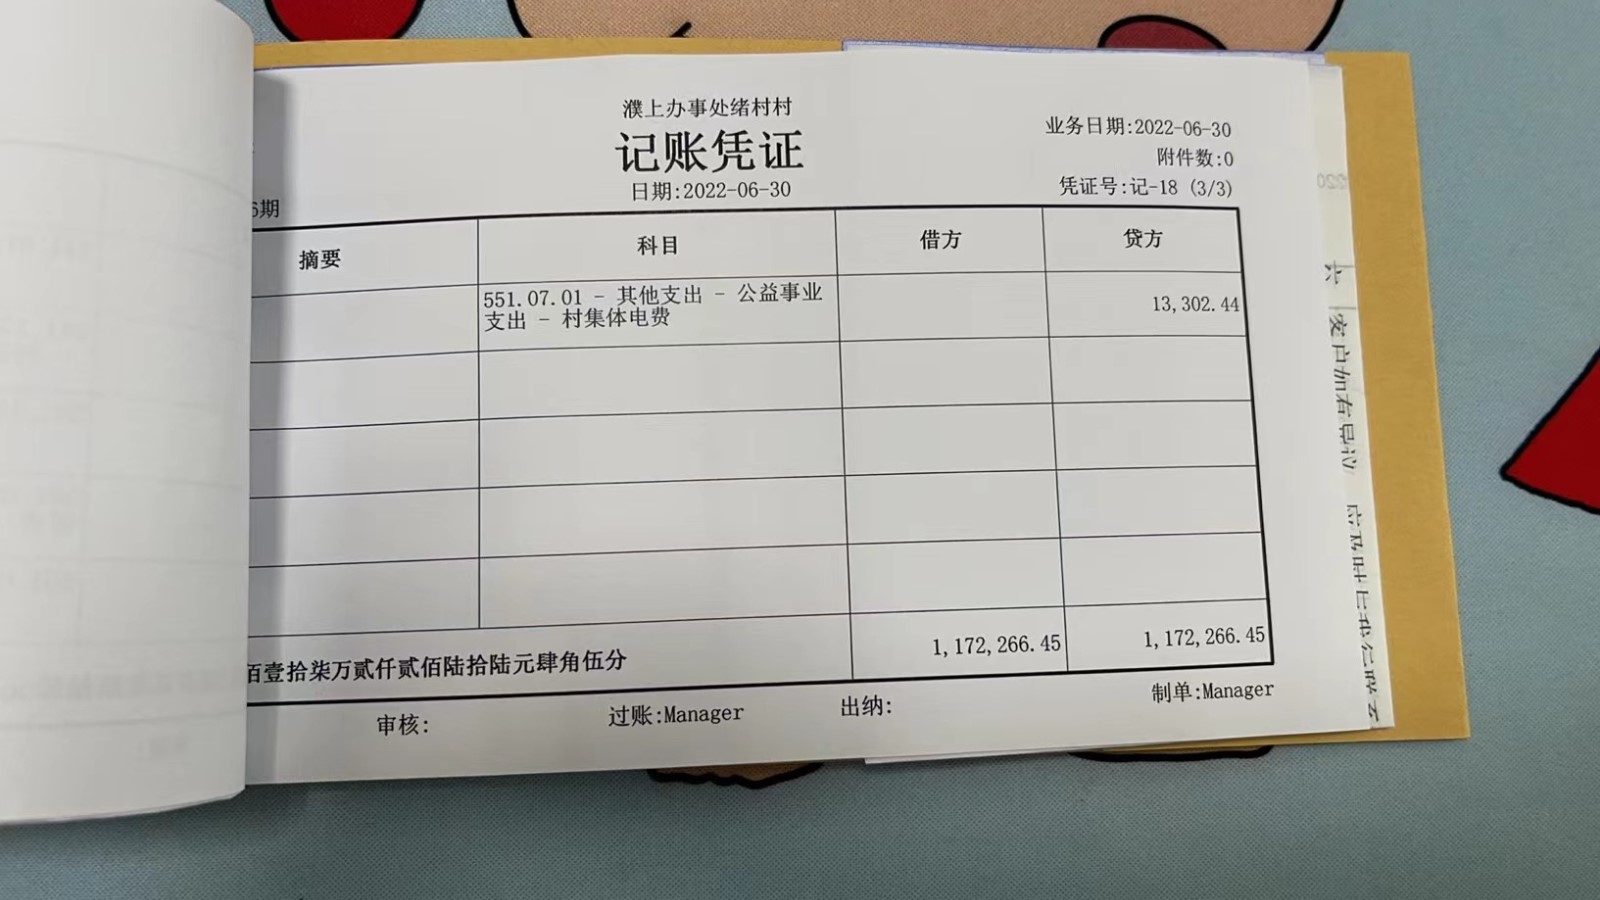 濮上办事处绪村村
记账凭证
日期:2022-06-30
业务日期:2022-06-30
附件数:0
凭证号:记-18 (3/3)
6期
摘要
科目
借方
贷方
551.07.01 - 其他支出 - 公益事业
支出 - 村集体电费
13,302.44
佰壹拾柒万贰仟贰佰陆拾陆元肆角伍分
1,172,266.45
1,172,266.45
审核:
过账:Manager
出纳:
制单:Manager